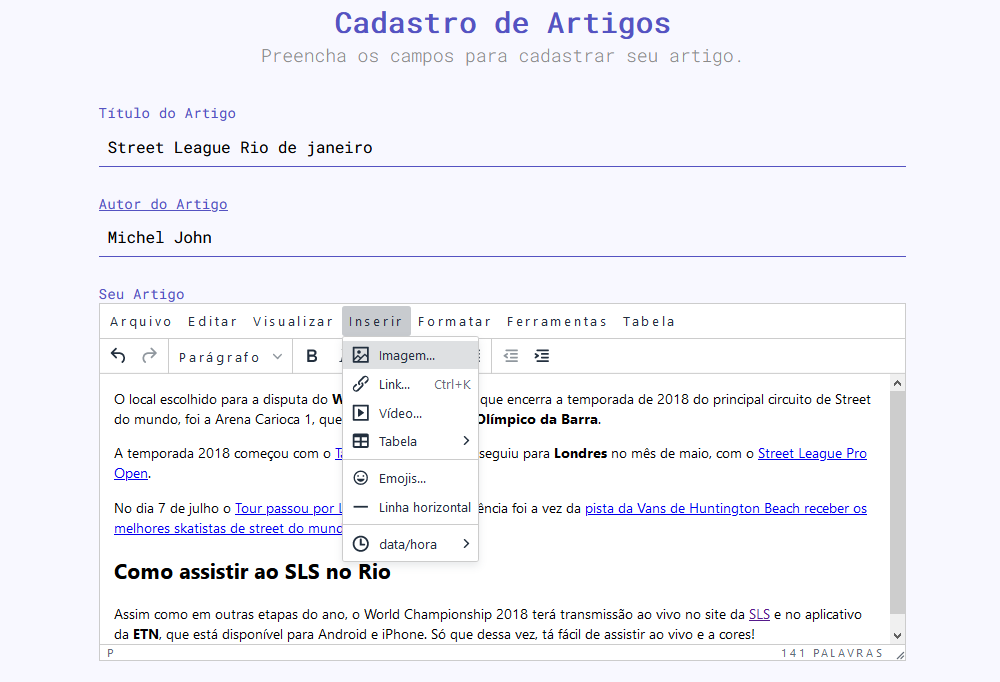 Cadastro de Artigos
Preencha os campos para cadastrar seu artigo.
Título do Artigo
Street League Rio de janeiro
Autor do Artigo
Michel John
Seu Artigo
Arquivo Editar Visualizar Inserir Formatar Ferramentas Tabela
Parágrafo B
Imagem...
Link... Ctrl+K
Vídeo...
Tabela
Emojis...
Linha horizontal
data/hora
O local escolhido para a disputa do que encerra a temporada de 2018 do principal circuito de Street
do mundo, foi a Arena Carioca 1, que Olímpico da Barra.
A temporada 2018 começou com o seguiu para Londres no mês de maio, com o Street League Pro
Open.
No dia 7 de julho o Tour passou por foi a vez da pista da Vans de Huntington Beach receber os
melhores skatistas de street do mund
Como assistir ao SLS no Rio
Assim como em outras etapas do ano, o World Championship 2018 terá transmissão ao vivo no site da SLS e no aplicativo
da ETN, que está disponível para Android e iPhone. Só que dessa vez, tá fácil de assistir ao vivo e a cores!
P 141 PALAVRAS